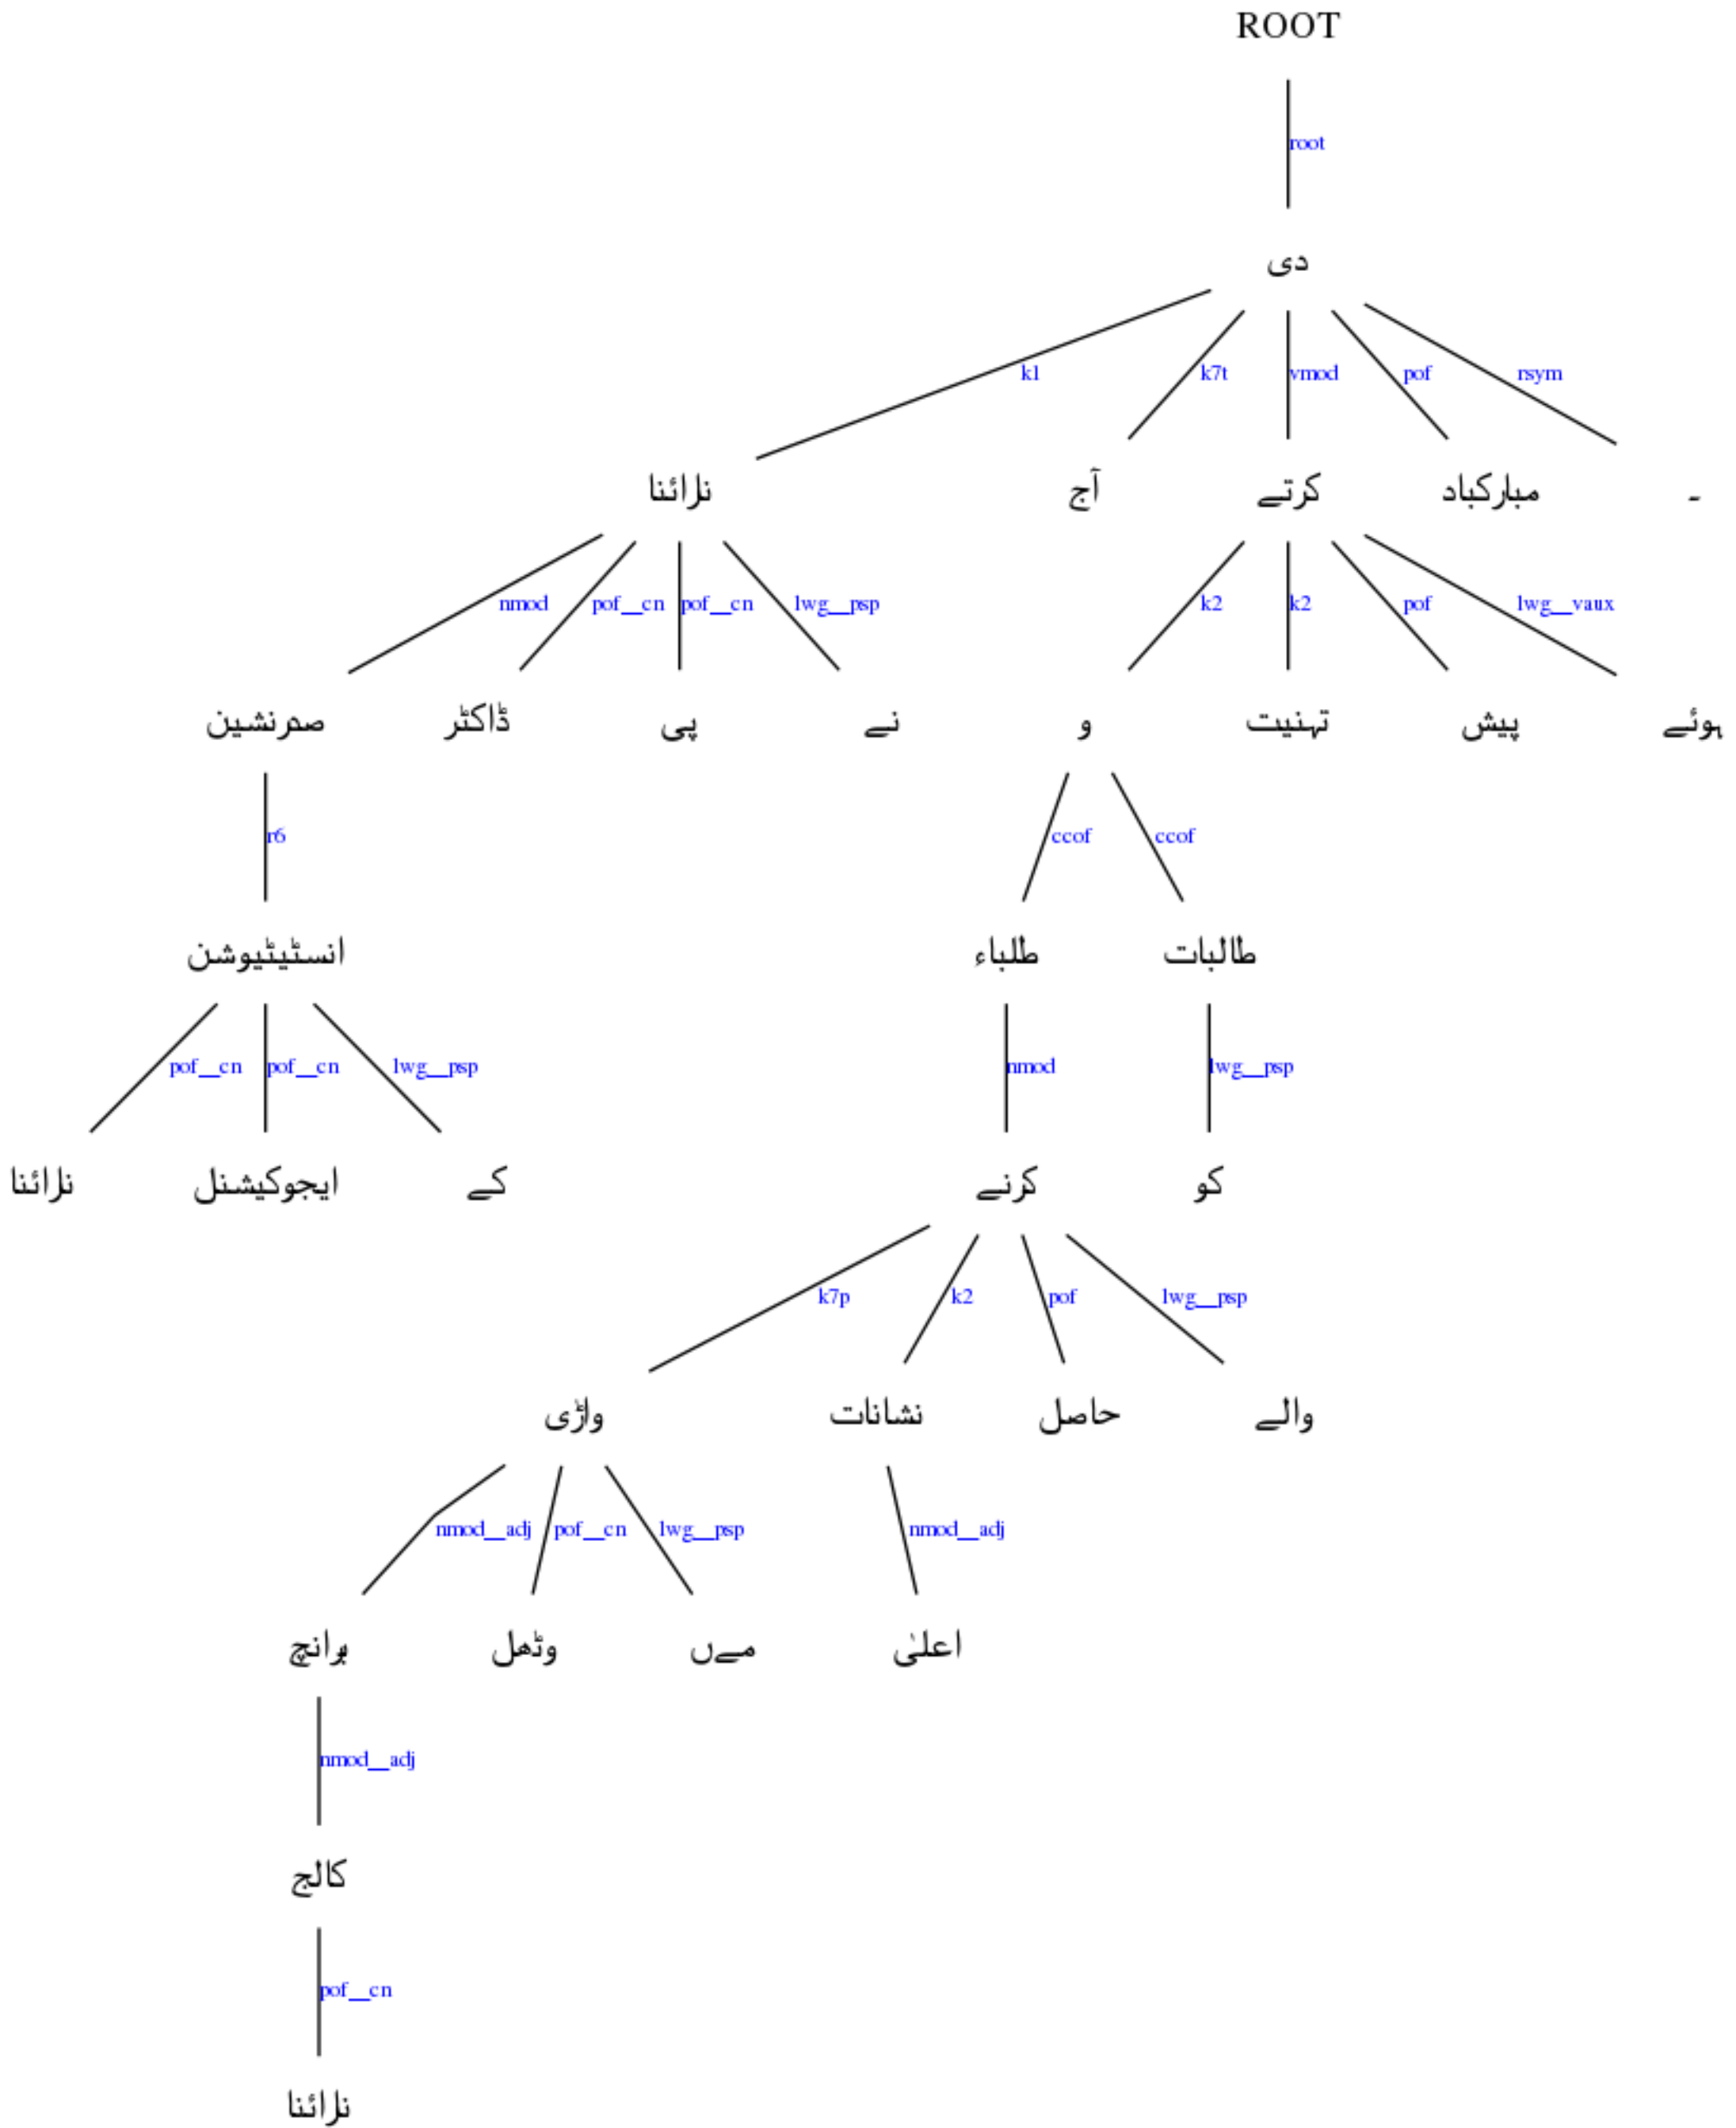 ROOT
root
دی
k1 k7t vmod pof rsym
نرائنا آج کرتے مبارکباد ۔
nmod pof__cn pof__cn lwg__psp k2 k2 pof lwg__vaux
صدرنشین ڈاکٹر پی نے و تہنیت پیش ہوئے
r6 ccof ccof
انسٹیٹیوشن طلباء طالبات
pof__cn pof__cn lwg__psp nmod lwg__psp
نرائنا ایجوکیشنل کے کرنے کو
k7p k2 pof lwg__psp
واڑی نشانات حاصل والے
nmod__adj pof__cn lwg__psp nmod__adj
برانچ وٹھل مےں اعلیٰ
nmod__adj
کالج
pof__cn
نرائنا